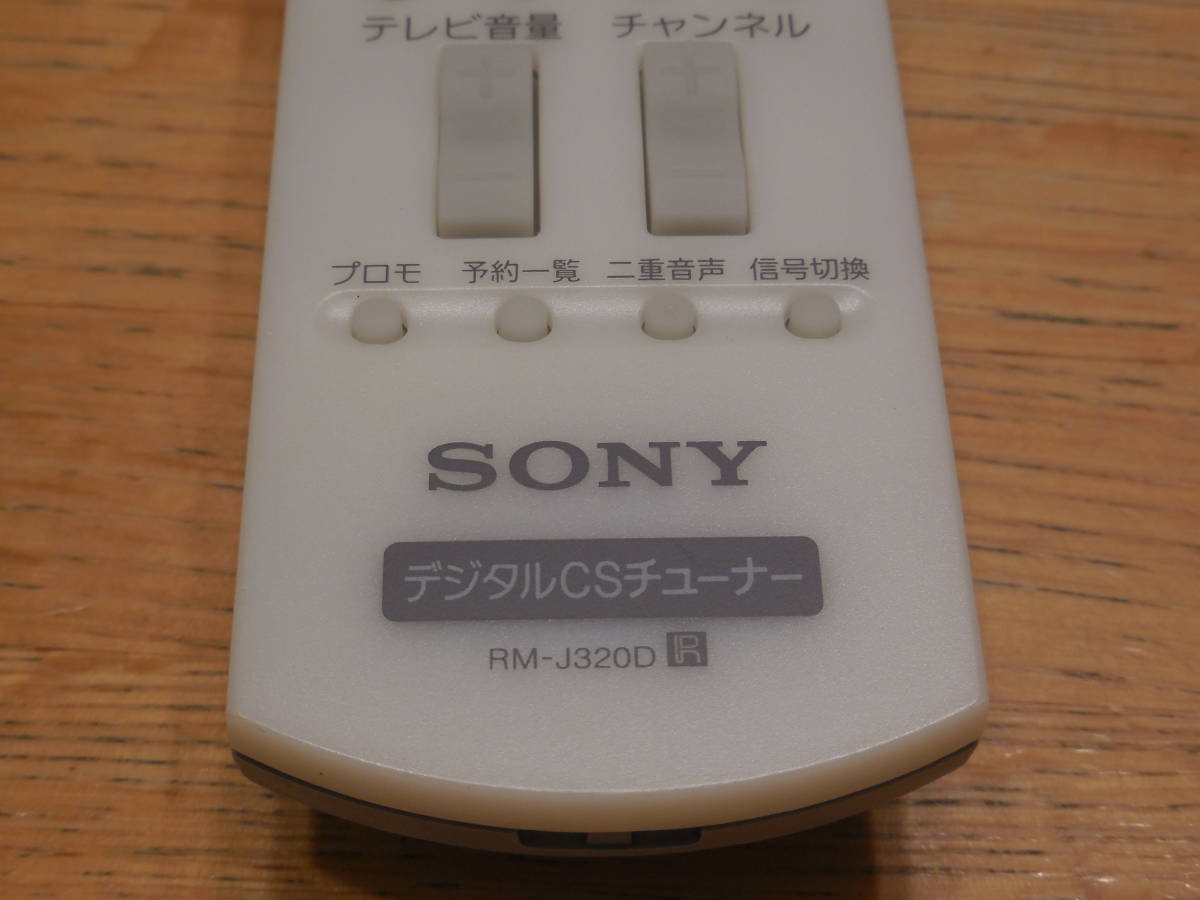 テレビ音量 チャンネル
+ +
− −
プロモ 予約一覧 二重音声 信号切換
SONY
デジタルCSチューナー
RM-J320D R